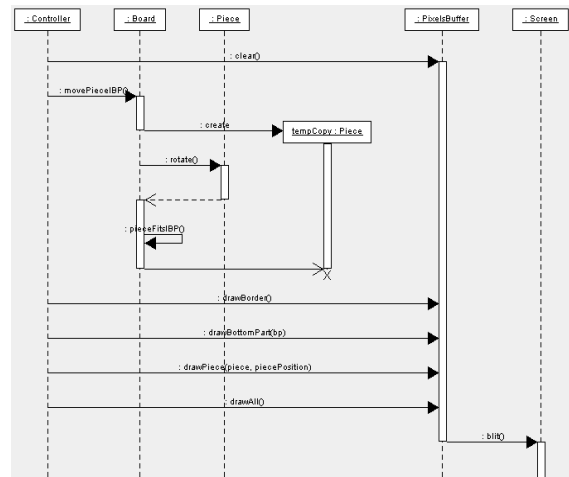 : Controller
: Board
: Piece
: PixelsBuffer
: Screen
: clear()
: movePieceIBP()
: create
tempCopy : Piece
: rotate()
: pieceFitsIBP()
X
: drawBorder()
: drawBottomPart(bp)
: drawPiece(piece, piecePosition)
: drawAll()
: blit()